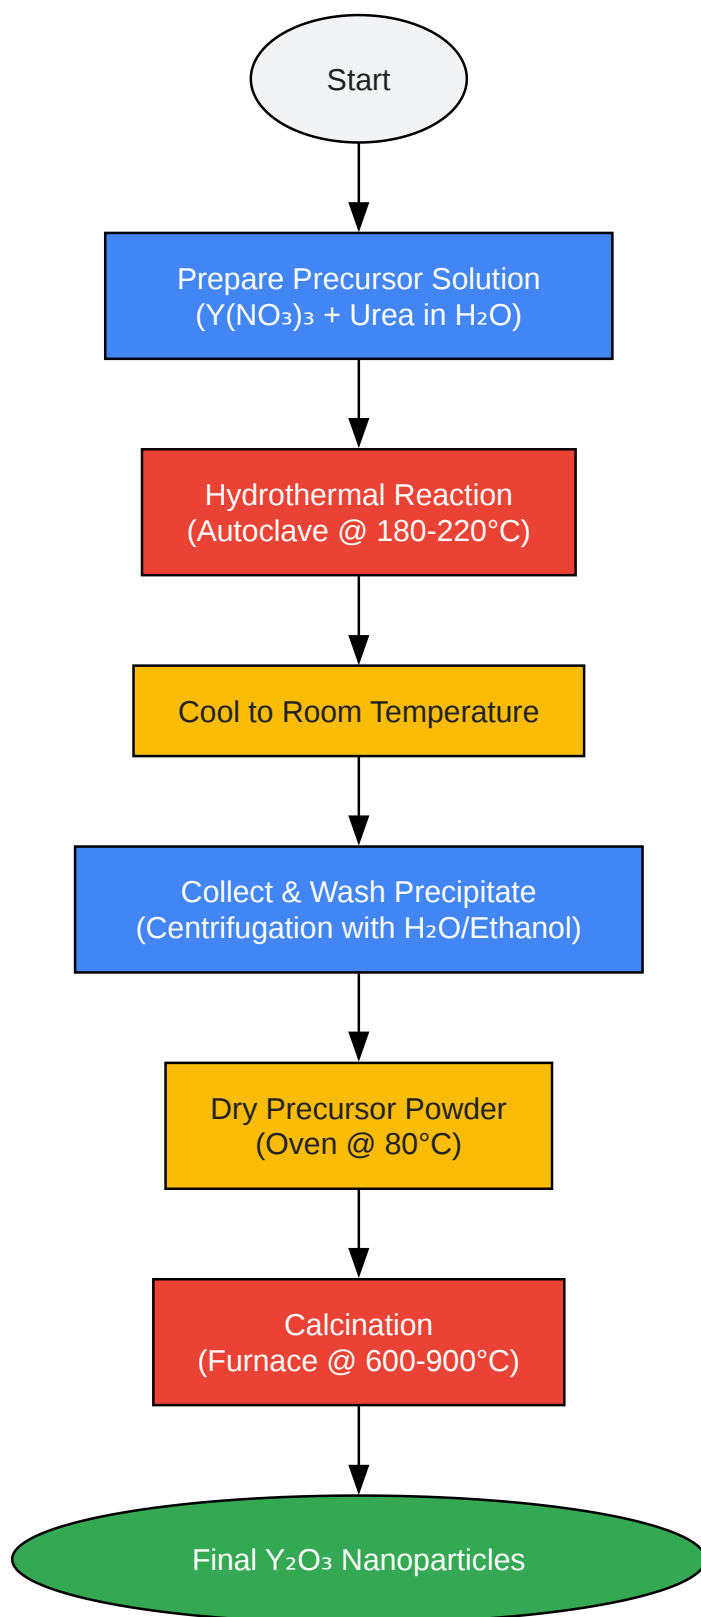 Start
Prepare Precursor Solution
(Y(NO₃)₃ + Urea in H₂O)
Hydrothermal Reaction
(Autoclave @ 180-220°C)
Cool to Room Temperature
Collect & Wash Precipitate
(Centrifugation with H₂O/Ethanol)
Dry Precursor Powder
(Oven @ 80°C)
Calcination
(Furnace @ 600-900°C)
Final Y₂O₃ Nanoparticles